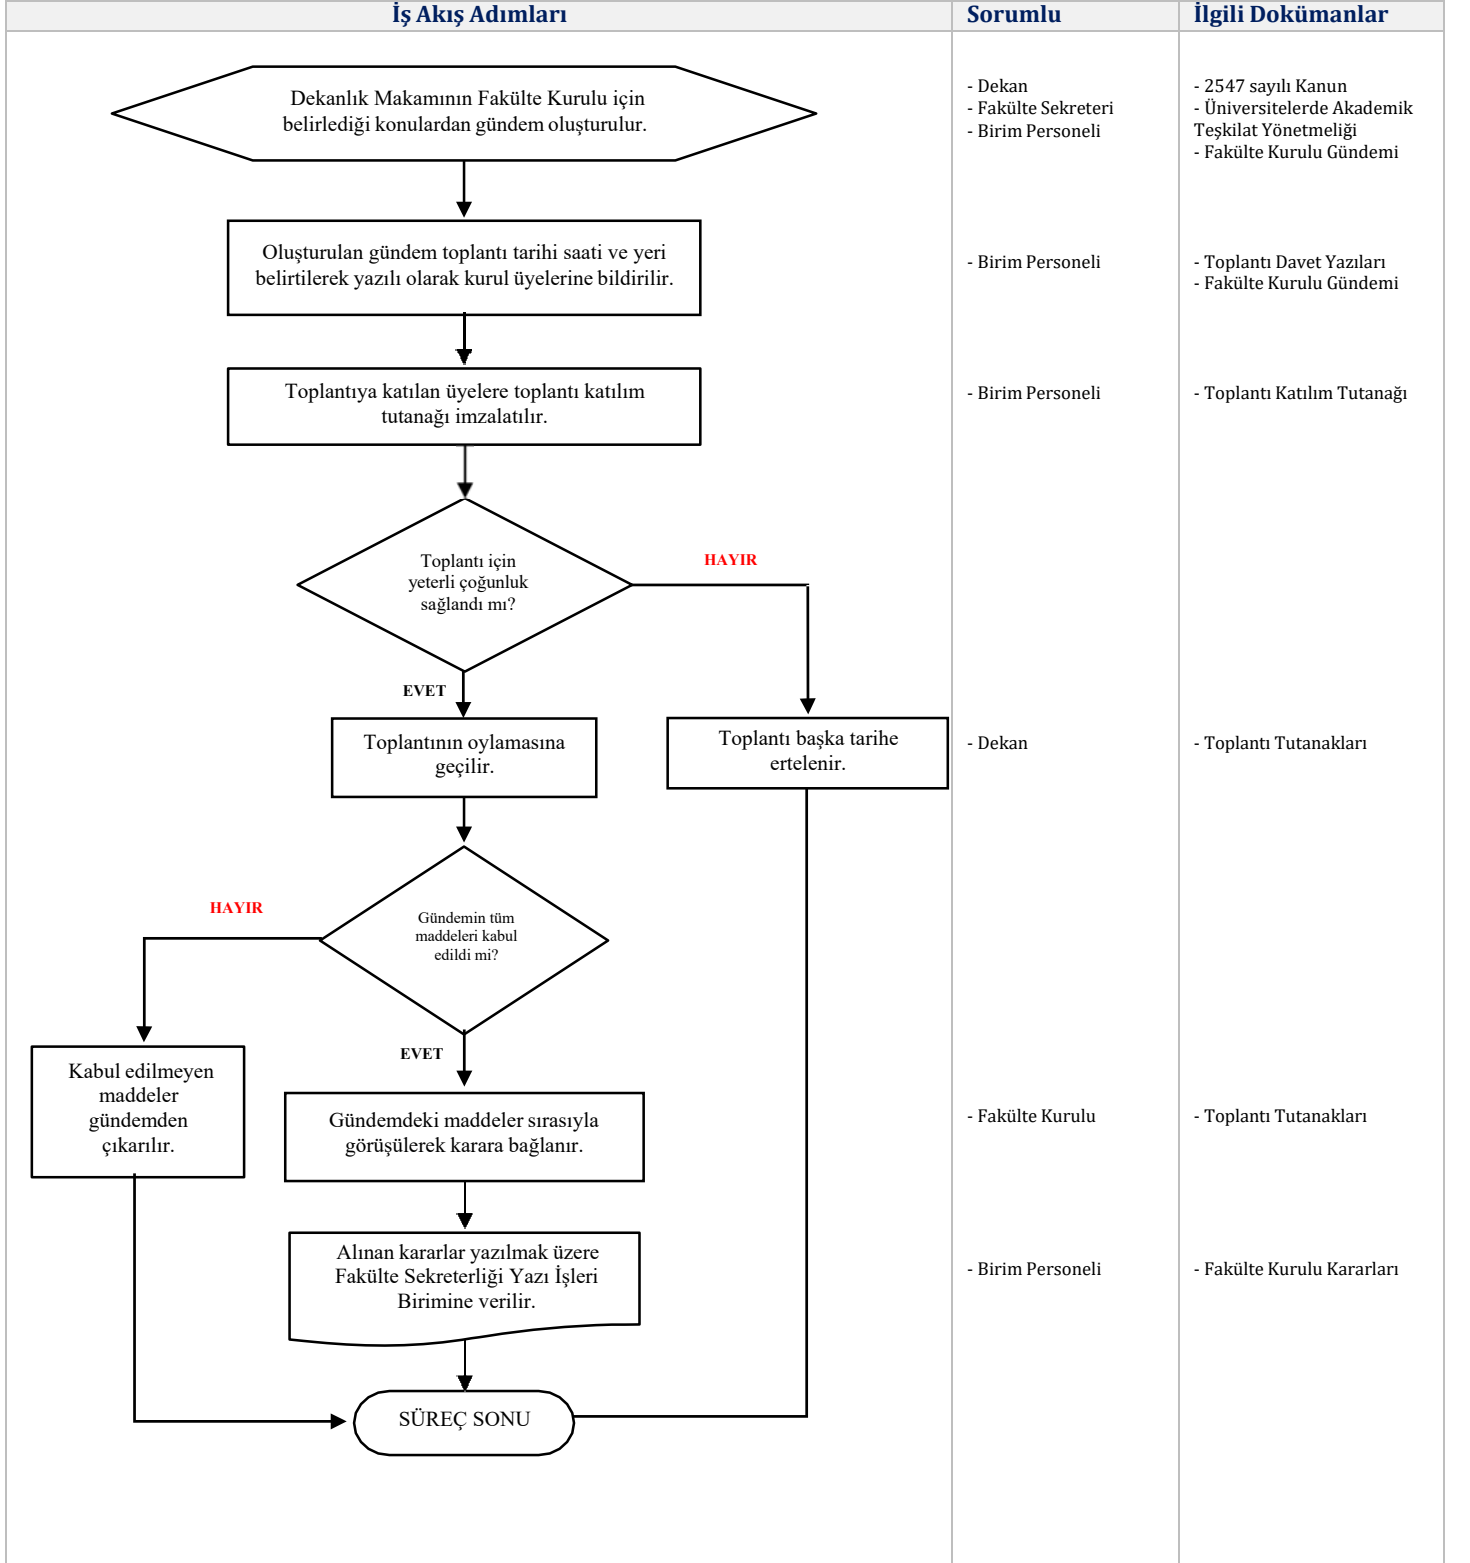 İş Akış Adımları
Sorumlu
İlgili Dokümanlar
Dekanlık Makamının Fakülte Kurulu için
belirlediği konulardan gündem oluşturulur.
- Dekan
- Fakülte Sekreteri
- Birim Personeli
- 2547 sayılı Kanun
- Üniversitelerde Akademik
Teşkilat Yönetmeliği
- Fakülte Kurulu Gündemi
Oluşturulan gündem toplantı tarihi saati ve yeri
belirtilerek yazılı olarak kurul üyelerine bildirilir.
- Birim Personeli
- Toplantı Davet Yazıları
- Fakülte Kurulu Gündemi
Toplantıya katılan üyelere toplantı katılım
tutanağı imzalatılır.
- Birim Personeli
- Toplantı Katılım Tutanağı
Toplantı için
yeterli çoğunluk
sağlandı mı?
HAYIR
EVET
Toplantının oylamasına
geçilir.
Toplantı başka tarihe
ertelenir.
- Dekan
- Toplantı Tutanakları
Gündemin tüm
maddeleri kabul
edildi mi?
HAYIR
EVET
Kabul edilmeyen
maddeler
gündemden
çıkarılır.
Gündemdeki maddeler sırasıyla
görüşülerek karara bağlanır.
- Fakülte Kurulu
- Toplantı Tutanakları
Alınan kararlar yazılmak üzere
Fakülte Sekreterliği Yazı İşleri
Birimine verilir.
- Birim Personeli
- Fakülte Kurulu Kararları
SÜREÇ SONU